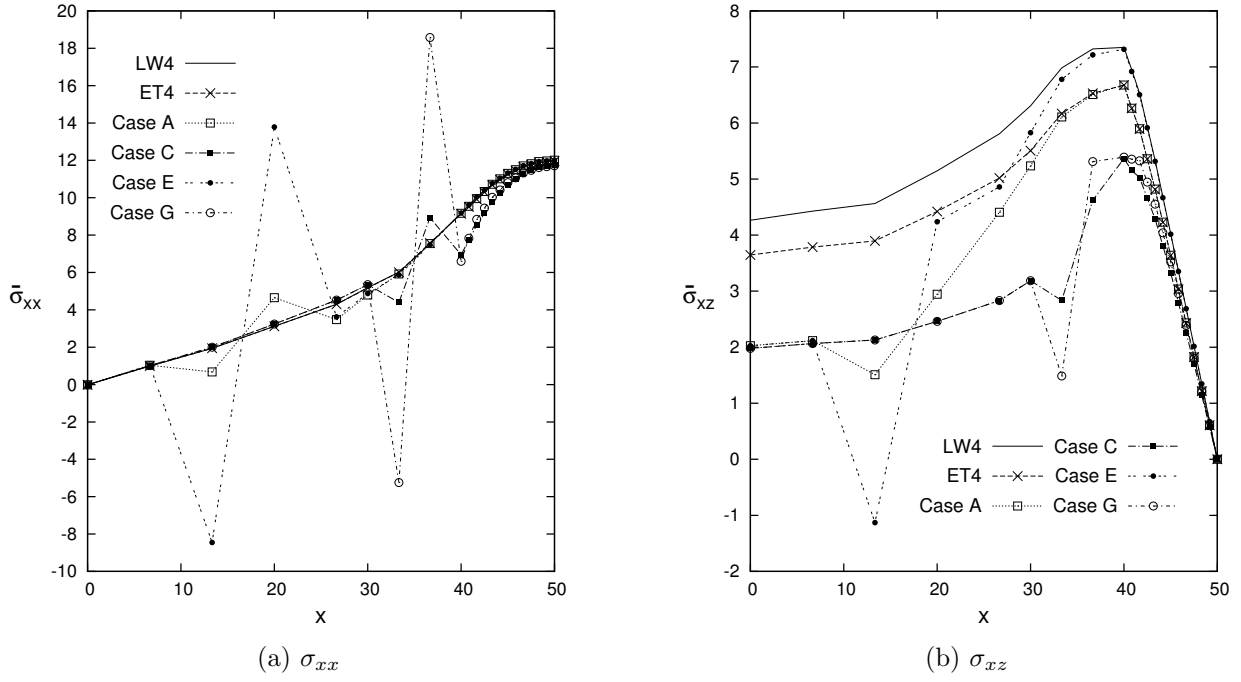 20
18
16
14
12
10
8
6
4
2
0
-2
-4
-6
-8
-10
0 10 20 30 40 50
σ̄xx
x
LW4
ET4
Case A
Case C
Case E
Case G
(a) σxx
8
7
6
5
4
3
2
1
0
-1
-2
0 10 20 30 40 50
σ̄xz
x
LW4
ET4
Case A
Case C
Case E
Case G
(b) σxz